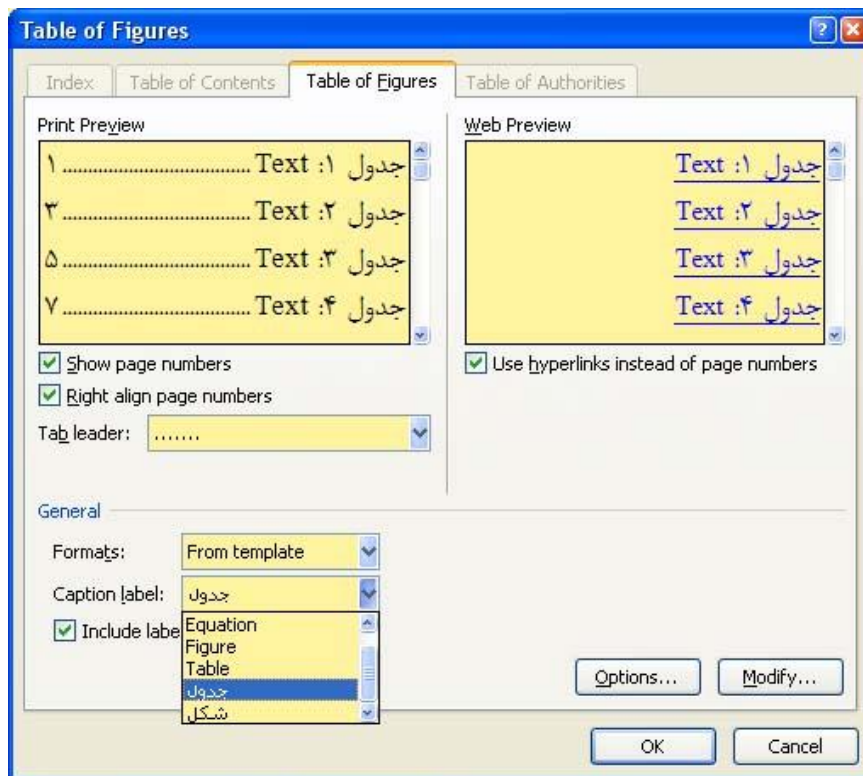 Table of Figures
Index
Table of Contents
Table of Figures
Table of Authorities
Print Preview
جدول ۱: Text ............................................ ۱
جدول ۲: Text ............................................ ۳
جدول ۳: Text ............................................ ۵
جدول ۴: Text ............................................ ۷
Show page numbers
Right align page numbers
Tab leader: .......
Web Preview
جدول ۱: Text
جدول ۲: Text
جدول ۳: Text
جدول ۴: Text
Use hyperlinks instead of page numbers
General
Formats: From template
Caption label: جدول
Include labe
Equation
Figure
Table
جدول
شکل
Options...
Modify...
OK
Cancel